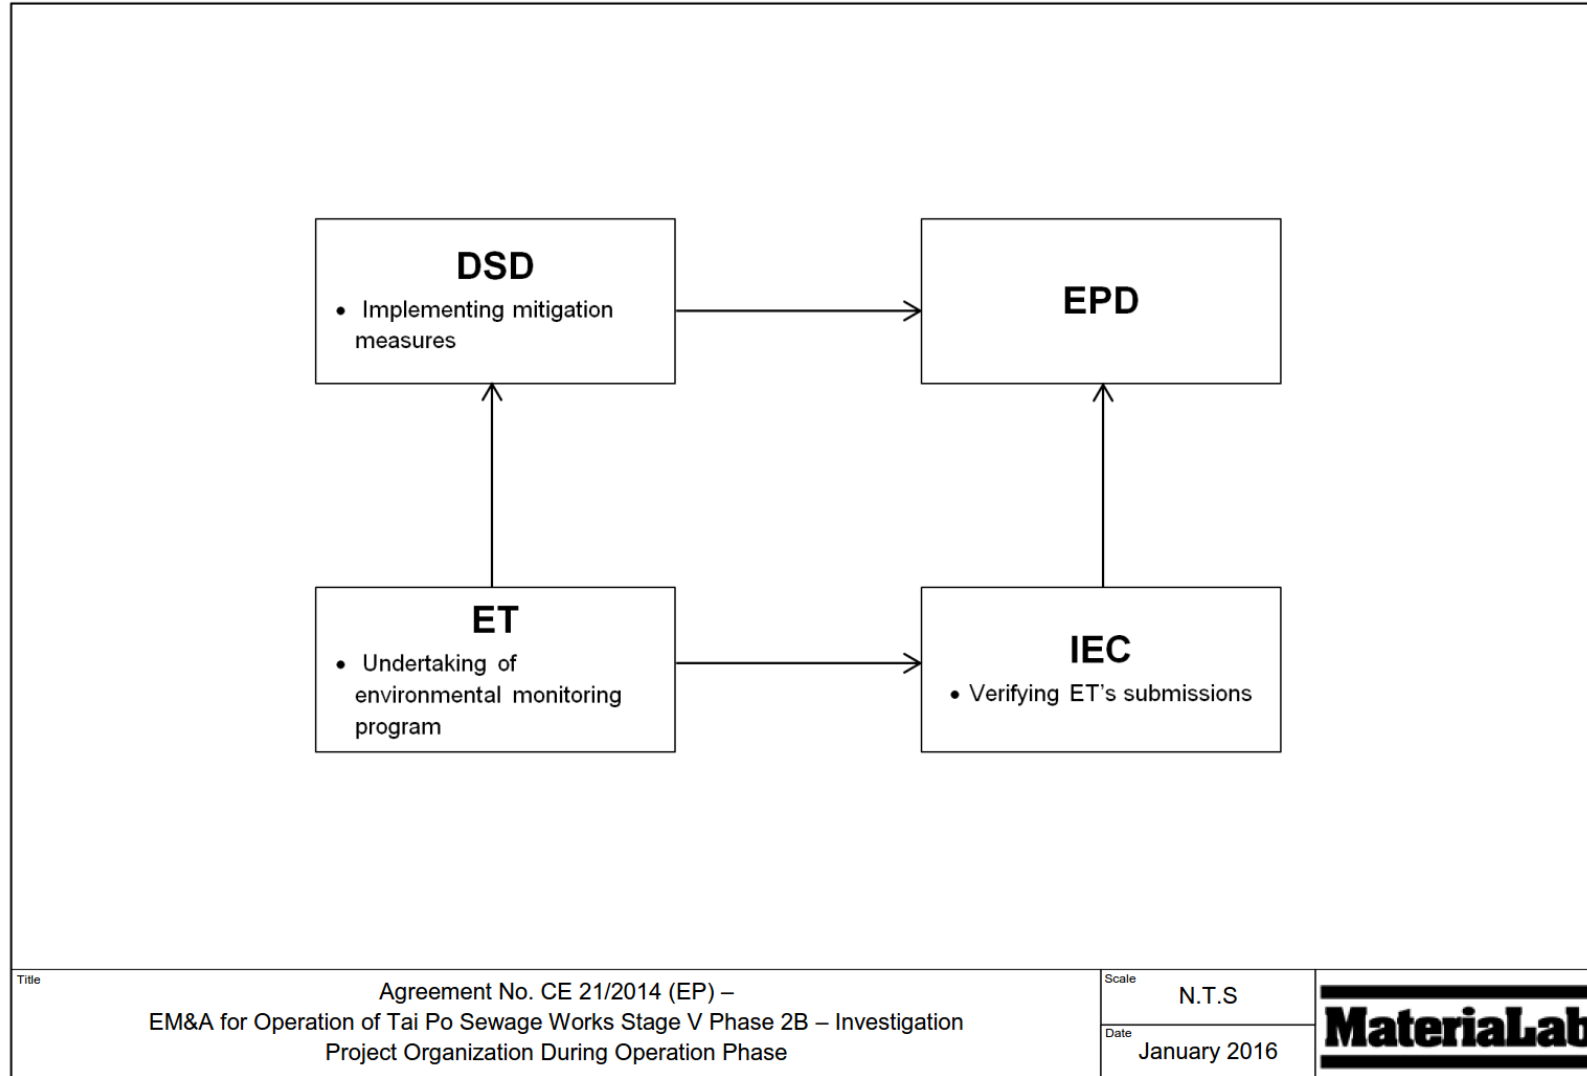 DSD
• Implementing mitigation
measures
EPD
ET
• Undertaking of
environmental monitoring
program
IEC
• Verifying ET’s submissions
Title
Agreement No. CE 21/2014 (EP) –
EM&A for Operation of Tai Po Sewage Works Stage V Phase 2B – Investigation
Project Organization During Operation Phase
Scale
N.T.S
Date
January 2016
MateriaLab